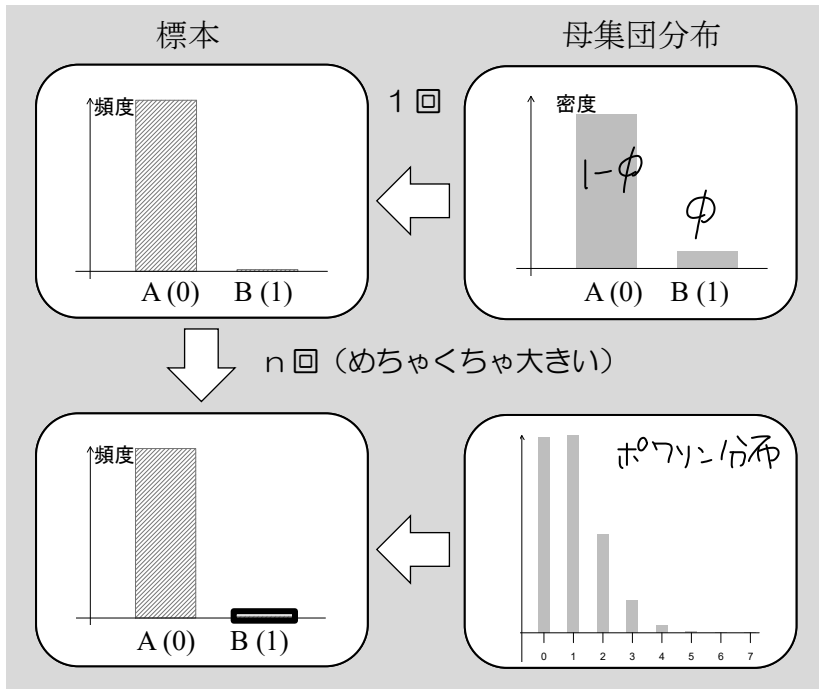 標本
母集団分布
頻度
A (0) B (1)
1回
密度
1-φ
φ
A (0) B (1)
n回（めちゃくちゃ大きい）
頻度
A (0) B (1)
ポワソン分布
0 1 2 3 4 5 6 7